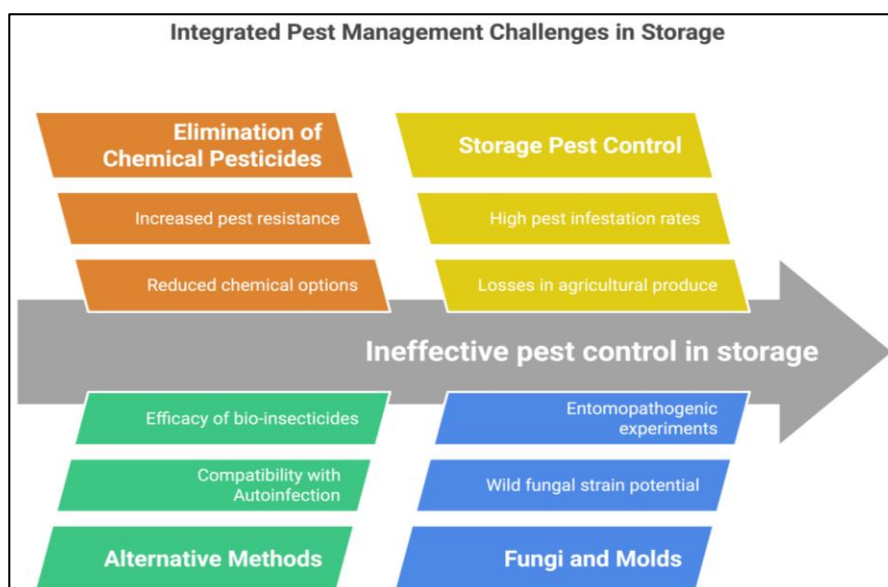 Integrated Pest Management Challenges in Storage
Elimination of
Chemical Pesticides
Increased pest resistance
Reduced chemical options
Storage Pest Control
High pest infestation rates
Losses in agricultural produce
Ineffective pest control in storage
Efficacy of bio-insecticides
Compatibility with
Autoinfection
Alternative Methods
Entomopathogenic
experiments
Wild fungal strain potential
Fungi and Molds